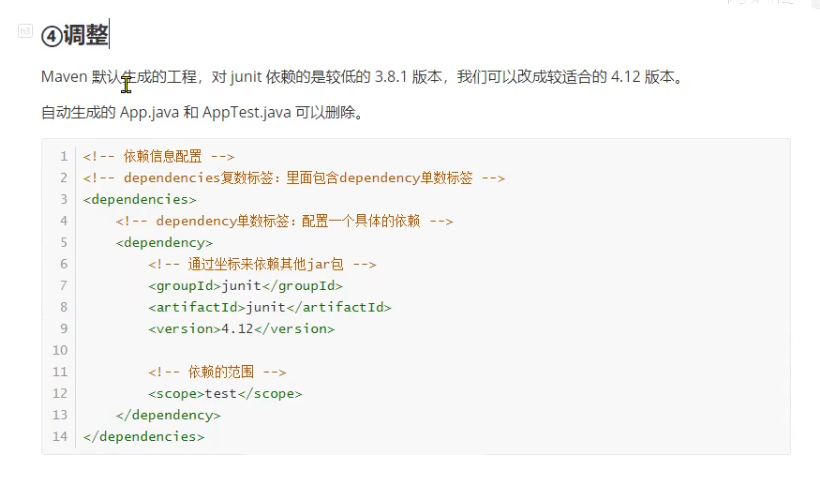 h3
④调整
Maven 默认生成的工程，对 junit 依赖的是较低的 3.8.1 版本，我们可以改成较适合的 4.12 版本。
自动生成的 App.java 和 AppTest.java 可以删除。
1 <!-- 依赖信息配置 -->
2 <!-- dependencies复数标签：里面包含dependency单数标签 -->
3 <dependencies>
4 <!-- dependency单数标签：配置一个具体的依赖 -->
5 <dependency>
6 <!-- 通过坐标来依赖其他jar包 -->
7 <groupId>junit</groupId>
8 <artifactId>junit</artifactId>
9 <version>4.12</version>
10
11 <!-- 依赖的范围 -->
12 <scope>test</scope>
13 </dependency>
14 </dependencies>